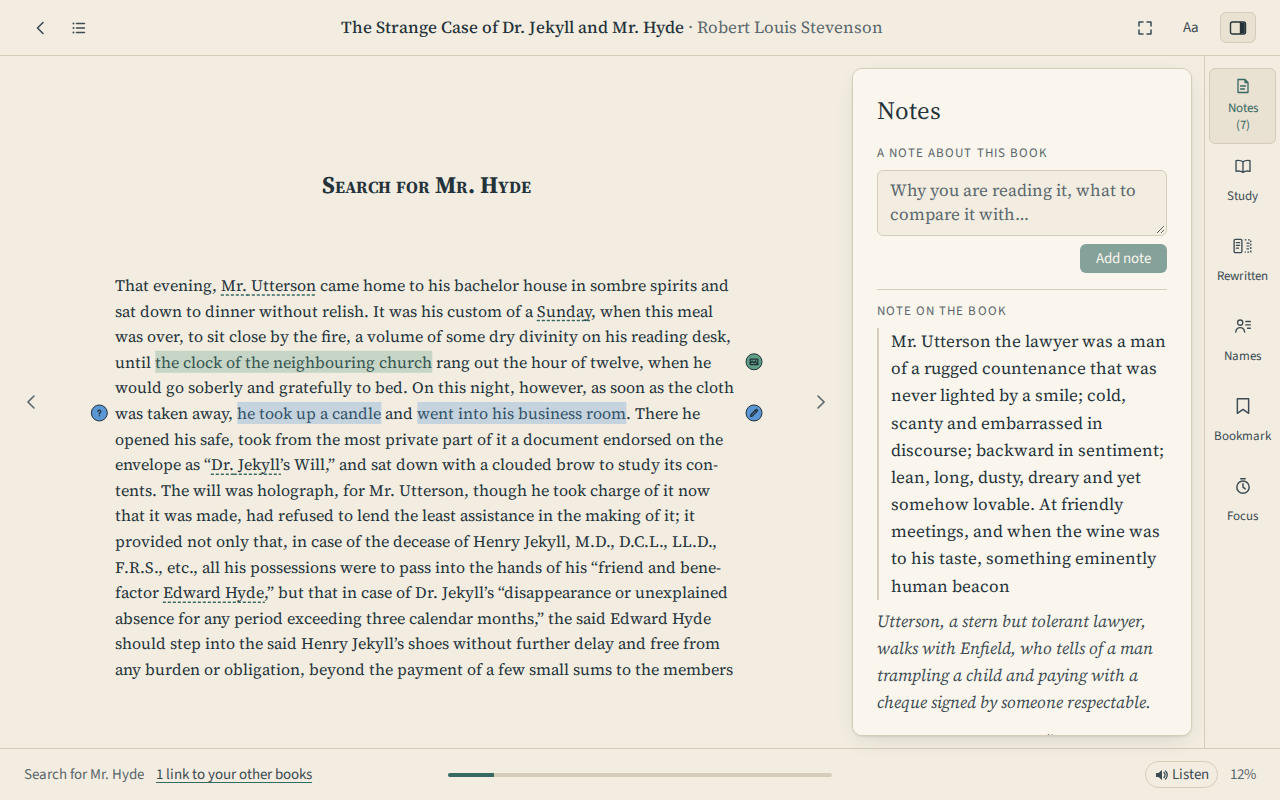 The Strange Case of Dr. Jekyll and Mr. Hyde · Robert Louis Stevenson
Aa
Search for Mr. Hyde
That evening, Mr. Utterson came home to his bachelor house in sombre spirits and
sat down to dinner without relish. It was his custom of a Sunday, when this meal
was over, to sit close by the fire, a volume of some dry divinity on his reading desk,
until the clock of the neighbouring church rang out the hour of twelve, when he
would go soberly and gratefully to bed. On this night, however, as soon as the cloth
was taken away, he took up a candle and went into his business room. There he
opened his safe, took from the most private part of it a document endorsed on the
envelope as “Dr. Jekyll’s Will,” and sat down with a clouded brow to study its con-
tents. The will was holograph, for Mr. Utterson, though he took charge of it now
that it was made, had refused to lend the least assistance in the making of it; it
provided not only that, in case of the decease of Henry Jekyll, M.D., D.C.L., LL.D.,
F.R.S., etc., all his possessions were to pass into the hands of his “friend and bene-
factor Edward Hyde,” but that in case of Dr. Jekyll’s “disappearance or unexplained
absence for any period exceeding three calendar months,” the said Edward Hyde
should step into the said Henry Jekyll’s shoes without further delay and free from
any burden or obligation, beyond the payment of a few small sums to the members
Notes
A NOTE ABOUT THIS BOOK
Why you are reading it, what to
compare it with...
Add note
NOTE ON THE BOOK
Mr. Utterson the lawyer was a man
of a rugged countenance that was
never lighted by a smile; cold,
scanty and embarrassed in
discourse; backward in sentiment;
lean, long, dusty, dreary and yet
somehow lovable. At friendly
meetings, and when the wine was
to his taste, something eminently
human beacon
Utterson, a stern but tolerant lawyer,
walks with Enfield, who tells of a man
trampling a child and paying with a
cheque signed by someone respectable.
Notes
(7)
Study
Rewritten
Names
Bookmark
Focus
Search for Mr. Hyde
1 link to your other books
Listen
12%